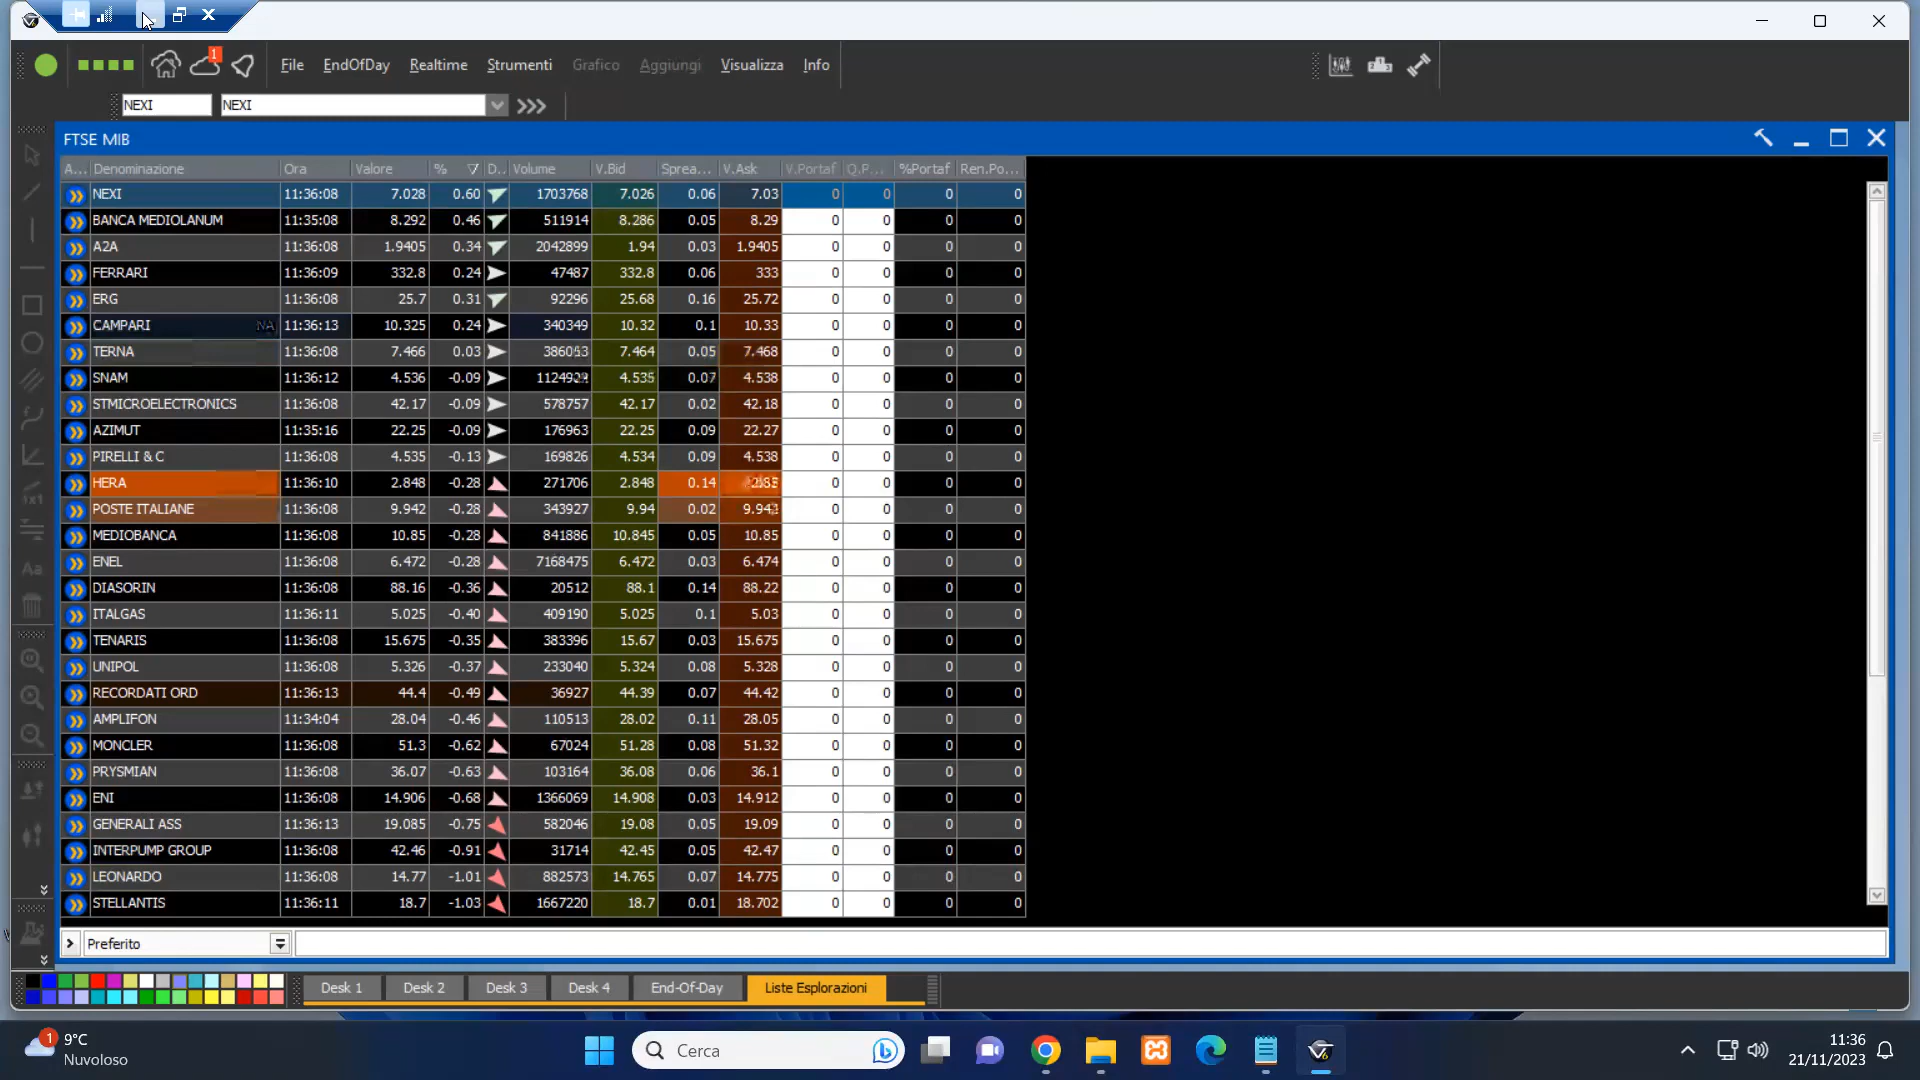 1
File EndOfDay Realtime Strumenti Grafico Aggiungi Visualizza Info
NEXI NEXI
FTSE MIB
A... Denominazione Ora Valore % D.. Volume V.Bid Sprea... V.Ask V.Portaf Q.P... %Portaf Ren.Po...
NEXI 11:36:08 7.028 0.60 1703768 7.026 0.06 7.03 0 0 0 0
BANCA MEDIOLANUM 11:35:08 8.292 0.46 511914 8.286 0.05 8.29 0 0 0 0
A2A 11:36:08 1.9405 0.34 2042899 1.94 0.03 1.9405 0 0 0 0
FERRARI 11:36:09 332.8 0.24 47487 332.8 0.06 333 0 0 0 0
ERG 11:36:08 25.7 0.31 92296 25.68 0.16 25.72 0 0 0 0
CAMPARI NA 11:36:13 10.325 0.24 340349 10.32 0.1 10.33 0 0 0 0
TERNA 11:36:08 7.466 0.03 7.464 0.05 7.468 0 0 0 0
SNAM 11:36:12 4.536 -0.09 4.535 0.07 4.538 0 0 0 0
STMICROELECTRONICS 11:36:08 42.17 -0.09 578757 42.17 0.02 42.18 0 0 0 0
AZIMUT 11:35:16 22.25 -0.09 176963 22.25 0.09 22.27 0 0 0 0
PIRELLI & C 11:36:08 4.535 -0.13 169826 4.534 0.09 4.538 0 0 0 0
HERA 11:36:10 2.848 -0.28 271706 2.848 0.14 0 0 0 0
POSTE ITALIANE 11:36:08 9.942 -0.28 343927 9.94 0.02 0 0 0 0
MEDIOBANCA 11:36:08 10.85 -0.28 841886 10.845 0.05 10.85 0 0 0 0
ENEL 11:36:08 6.472 -0.28 7168475 6.472 0.03 6.474 0 0 0 0
DIASORIN 11:36:08 88.16 -0.36 20512 88.1 0.14 88.22 0 0 0 0
ITALGAS 11:36:11 5.025 -0.40 409190 5.025 0.1 5.03 0 0 0 0
TENARIS 11:36:08 15.675 -0.35 383396 15.67 0.03 15.675 0 0 0 0
UNIPOL 11:36:08 5.326 -0.37 233040 5.324 0.08 5.328 0 0 0 0
RECORDATI ORD 11:36:13 44.4 -0.49 36927 44.39 0.07 44.42 0 0 0 0
AMPLIFON 11:34:04 28.04 -0.46 110513 28.02 0.11 28.05 0 0 0 0
MONCLER 11:36:08 51.3 -0.62 67024 51.28 0.08 51.32 0 0 0 0
PRYSMIAN 11:36:08 36.07 -0.63 103164 36.08 0.06 36.1 0 0 0 0
ENI 11:36:08 14.906 -0.68 1366069 14.908 0.03 14.912 0 0 0 0
GENERALI ASS 11:36:13 19.085 -0.75 582046 19.08 0.05 19.09 0 0 0 0
INTERPUMP GROUP 11:36:08 42.46 -0.91 31714 42.45 0.05 42.47 0 0 0 0
LEONARDO 11:36:08 14.77 -1.01 882573 14.765 0.07 14.775 0 0 0 0
STELLANTIS 11:36:11 18.7 -1.03 1667220 18.7 0.01 18.702 0 0 0 0
Aa
Preferito
Desk 1 Desk 2 Desk 3 Desk 4 End-Of-Day Liste Esplorazioni
1 9°C
Nuvoloso
Cerca
11:36
21/11/2023